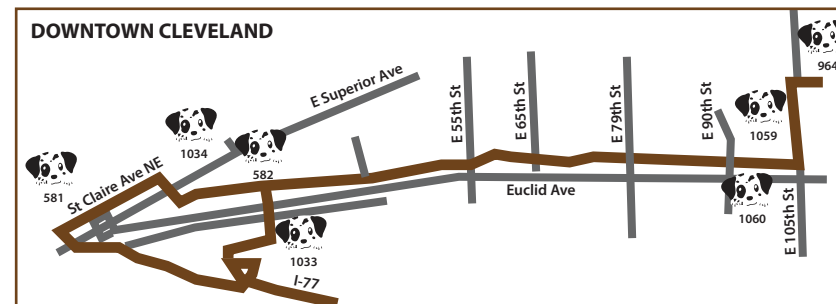 DOWNTOWN CLEVELAND
964
E Superior Ave
E 55th St
E 65th St
E 79th St
E 90th St
1059
1034
582
581
St Claire Ave NE
Euclid Ave
1060
E 105th St
1033
I-77